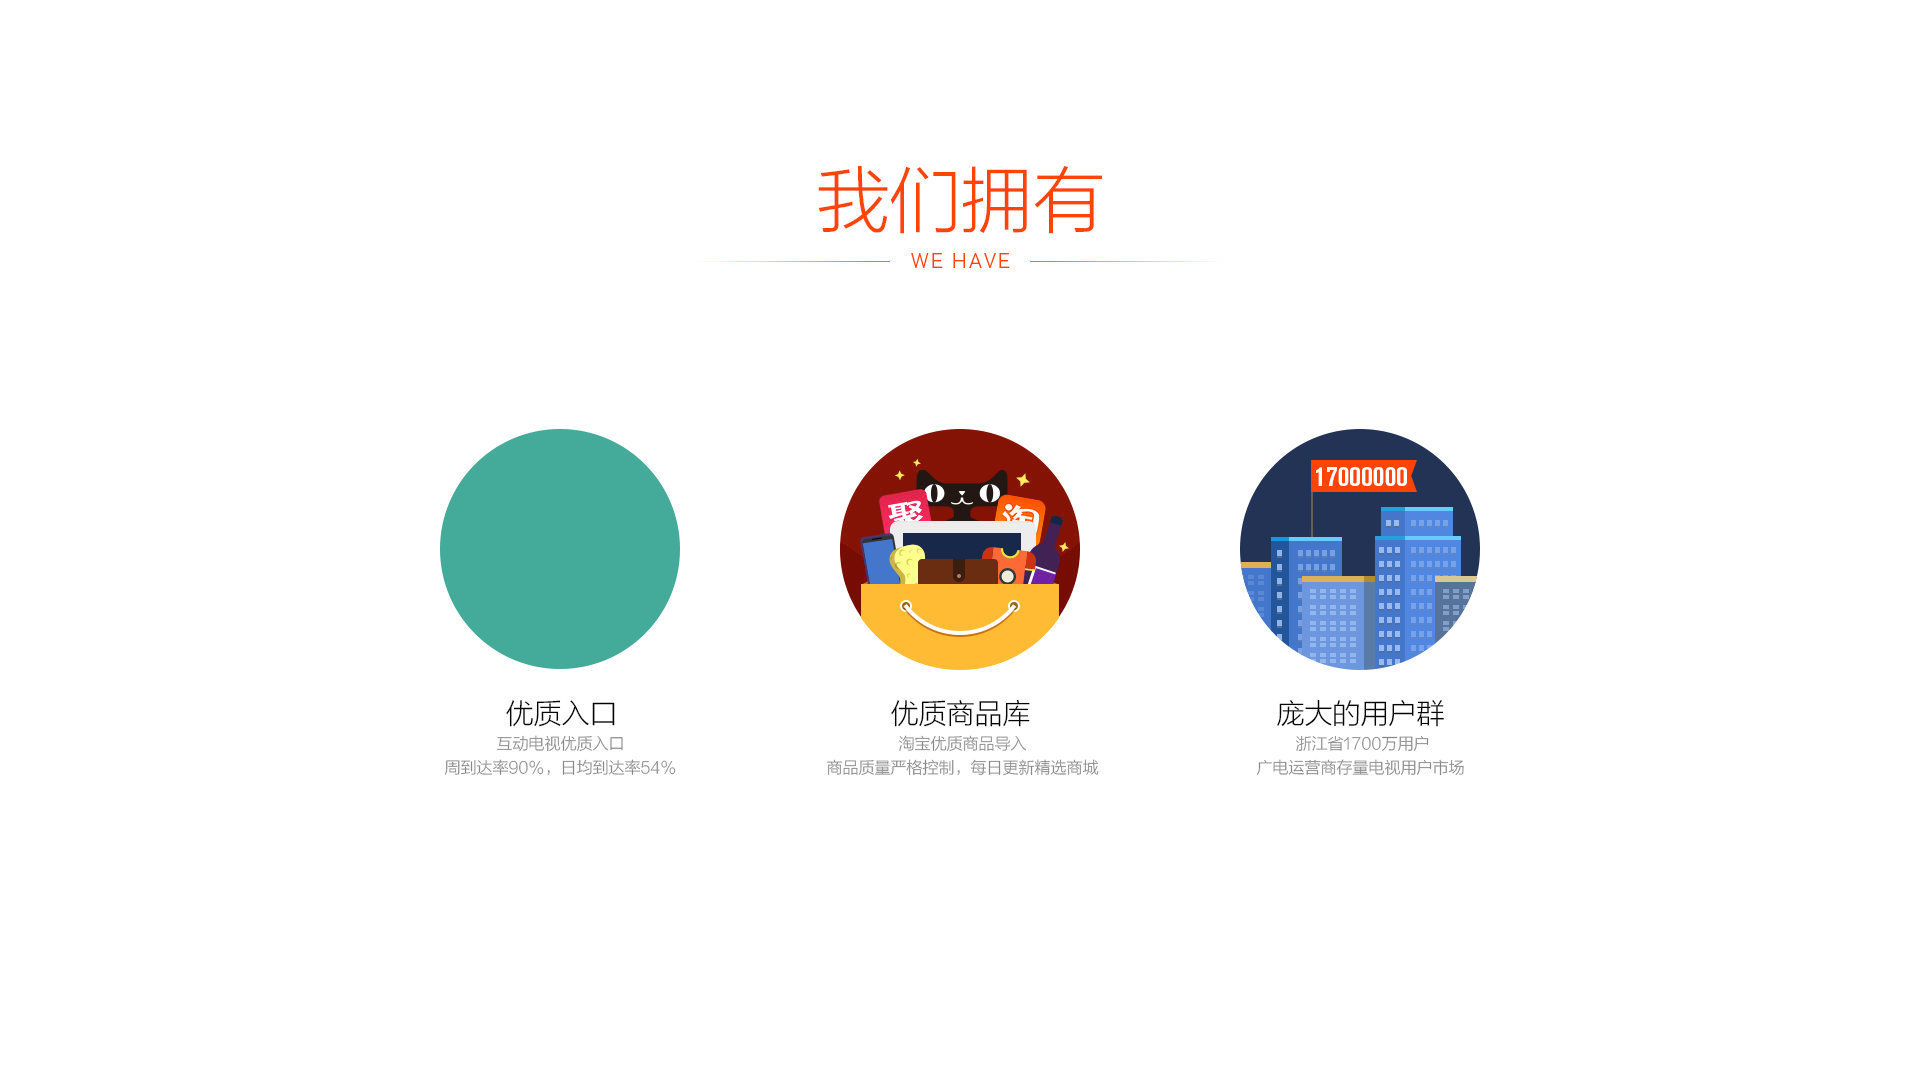 我们拥有
WE HAVE
聚
淘
17000000
优质入口
互动电视优质入口
周到达率90%，日均到达率54%
优质商品库
淘宝优质商品导入
商品质量严格控制，每日更新精选商城
庞大的用户群
浙江省1700万用户
广电运营商存量电视用户市场